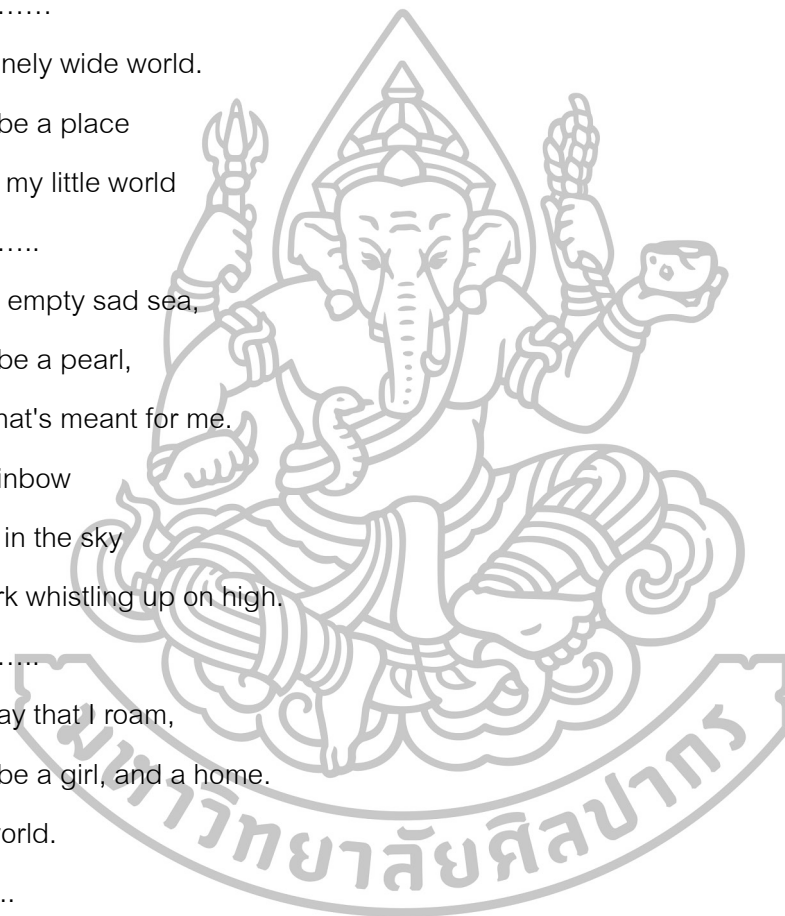 ……
nely wide world.
be a place
my little world
…..
empty sad sea,
be a pearl,
hat's meant for me.
inbow
in the sky
rk whistling up on high.
…..
ay that I roam,
be a girl, and a home.
vorld.
..
มหาวิทยาลัยศิลปากร